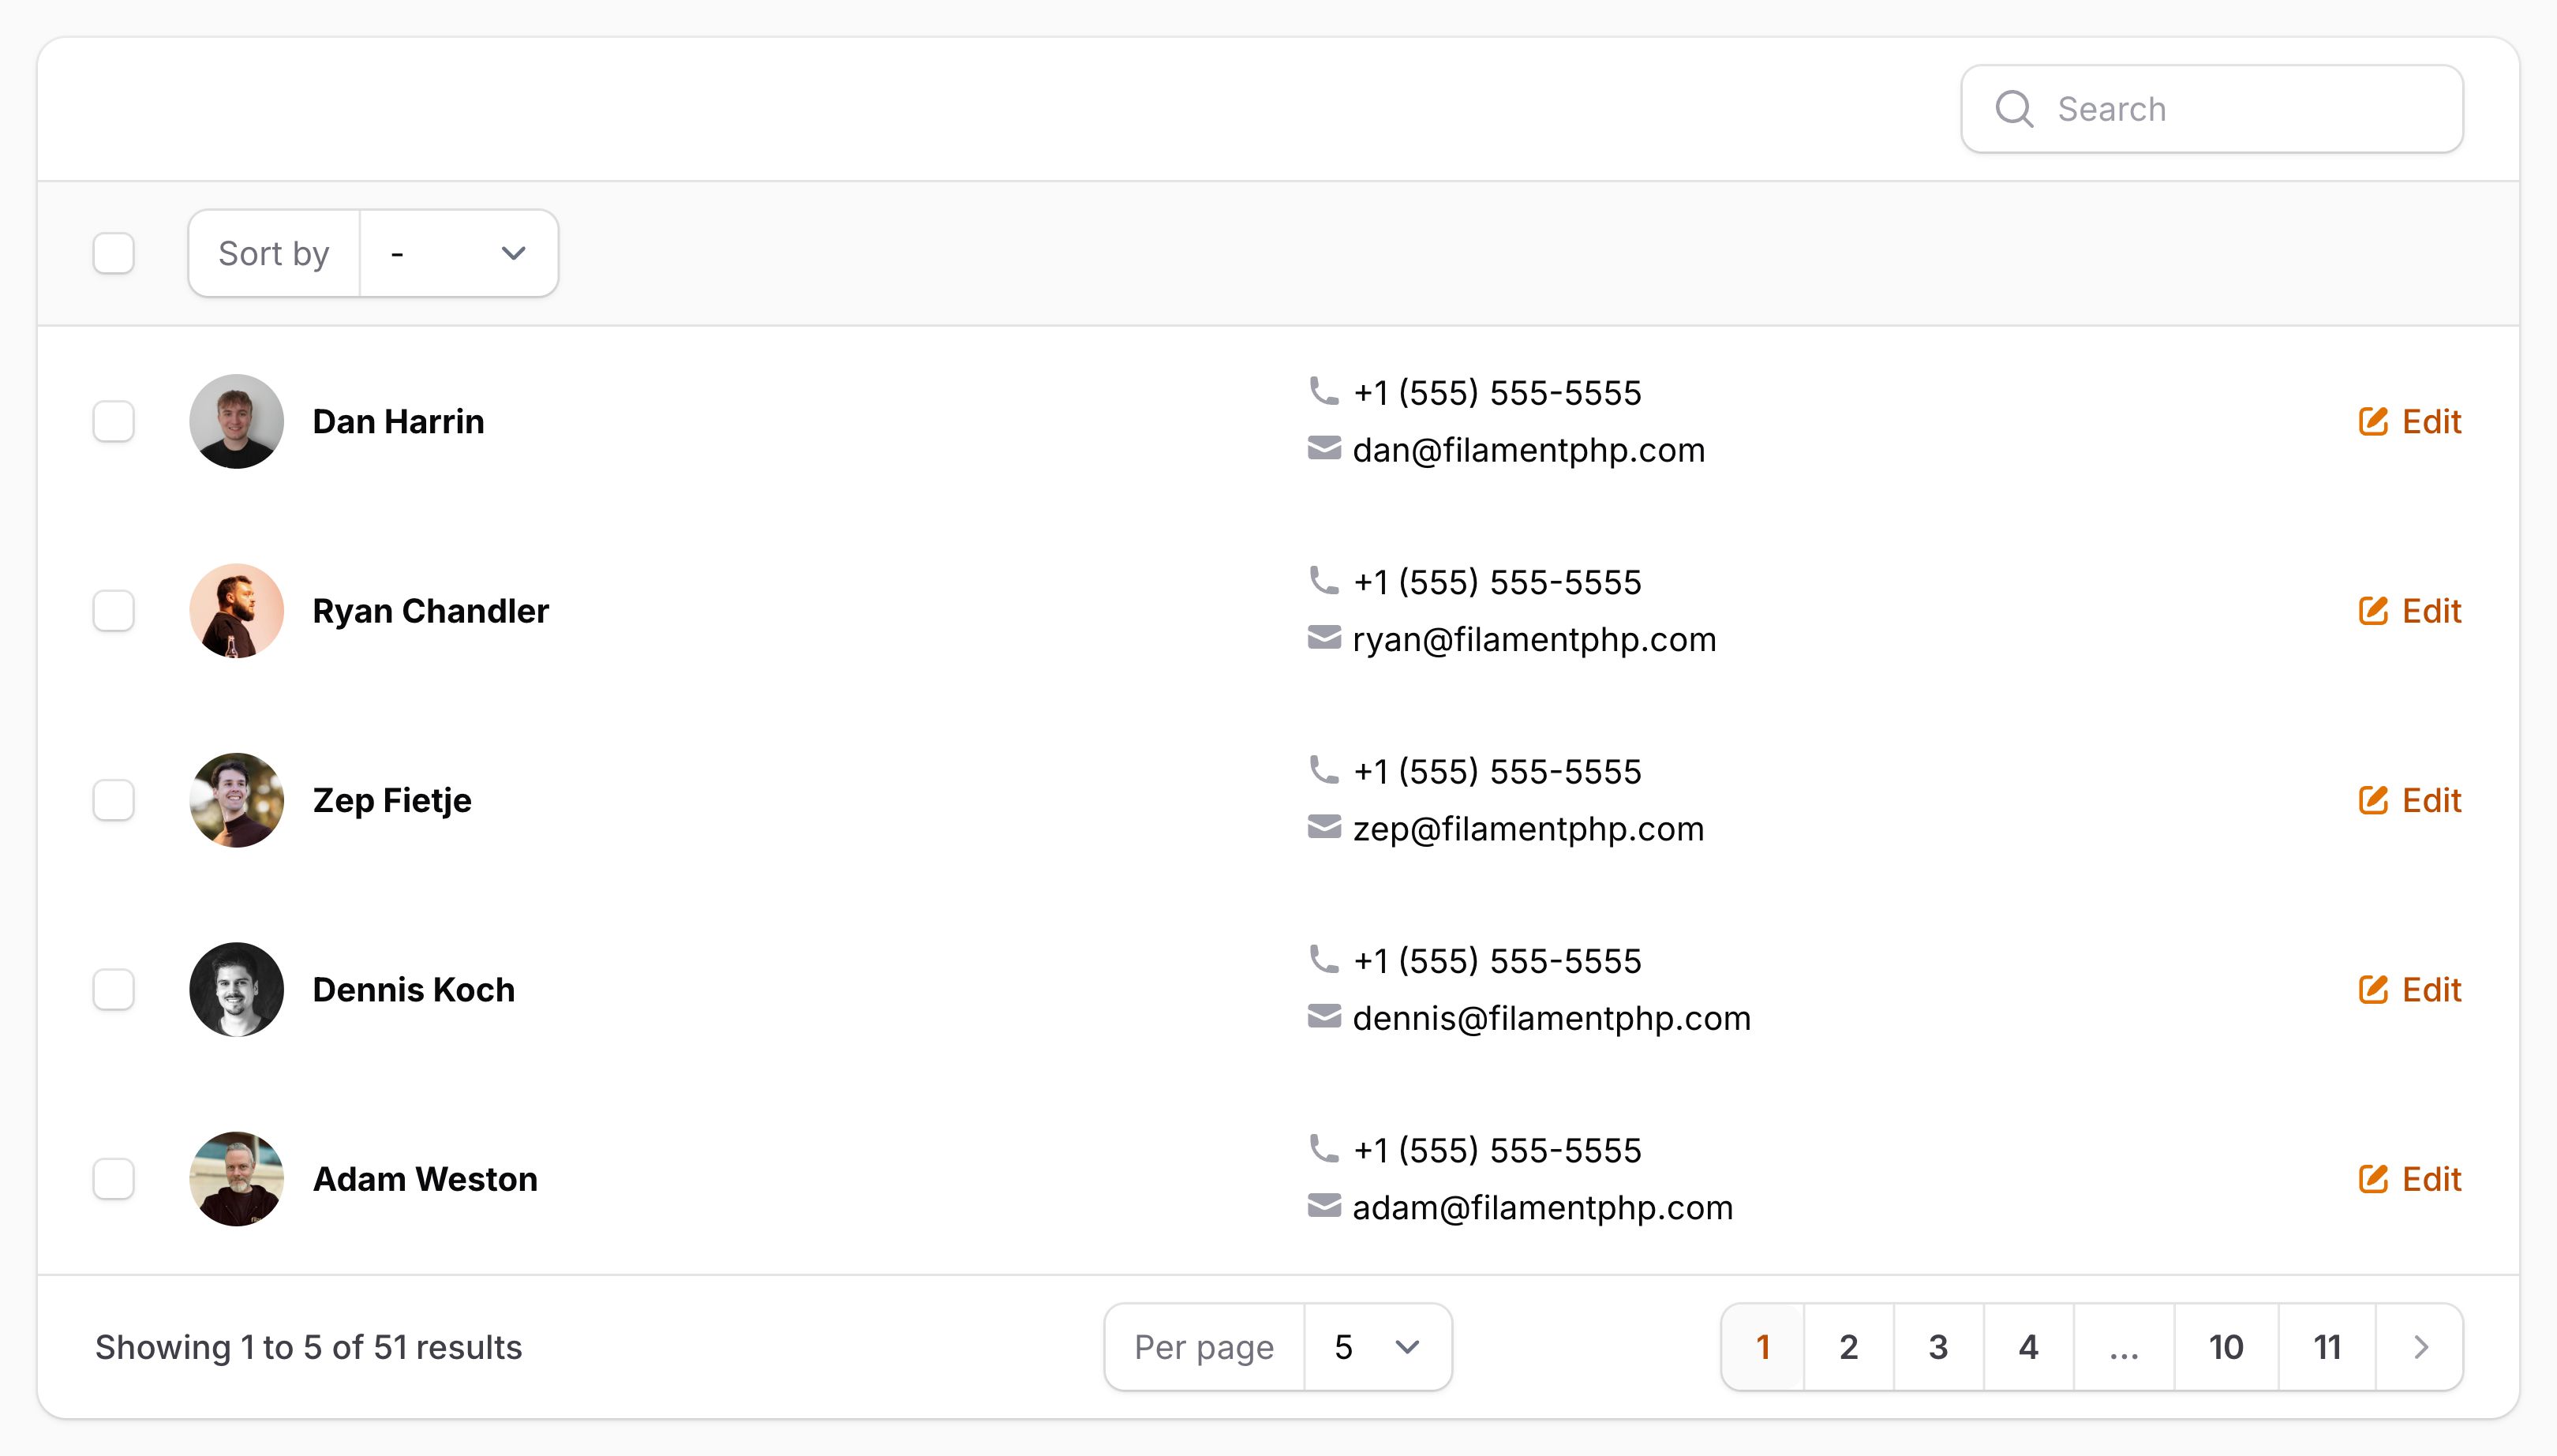 Search
Sort by -
Dan Harrin
+1 (555) 555-5555
dan@filamentphp.com
Edit
Ryan Chandler
+1 (555) 555-5555
ryan@filamentphp.com
Edit
Zep Fietje
+1 (555) 555-5555
zep@filamentphp.com
Edit
Dennis Koch
+1 (555) 555-5555
dennis@filamentphp.com
Edit
Adam Weston
+1 (555) 555-5555
adam@filamentphp.com
Edit
Showing 1 to 5 of 51 results
Per page 5
1 2 3 4 ... 10 11